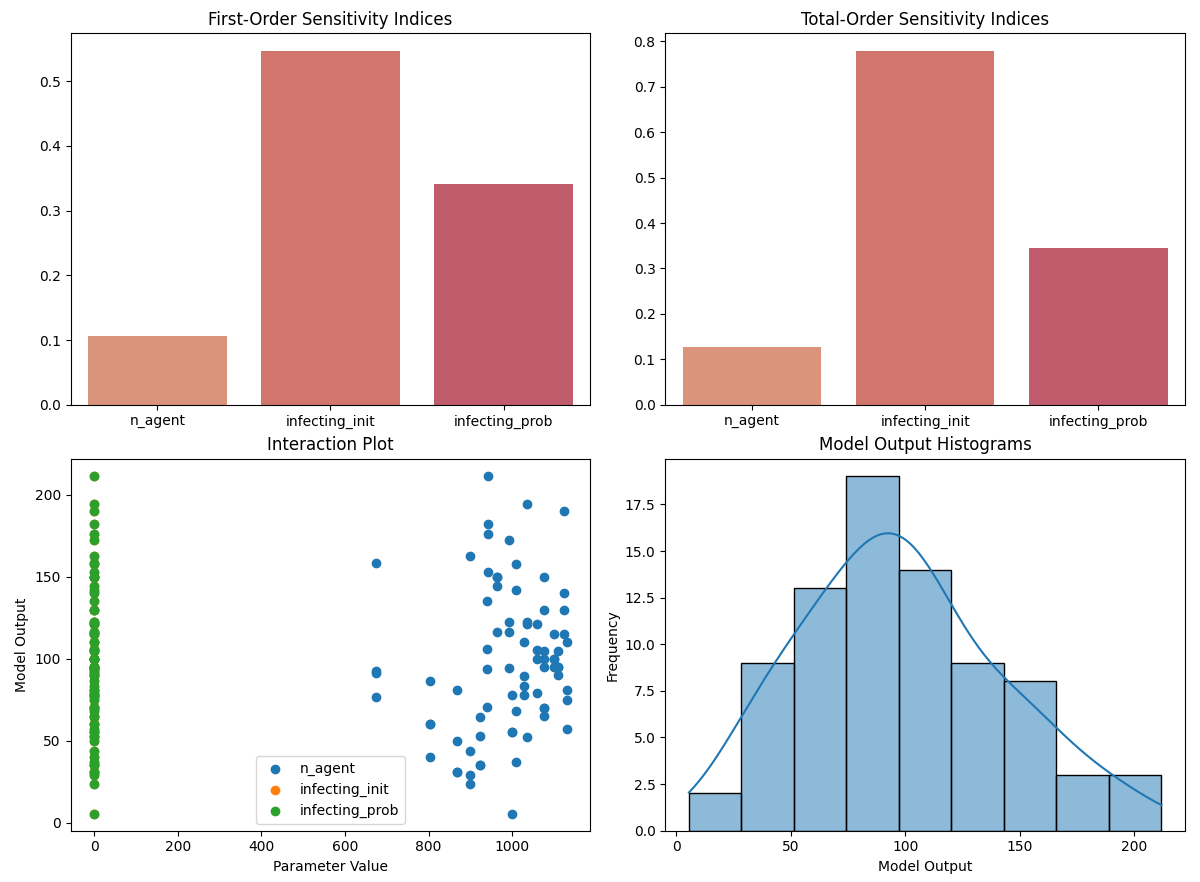 First-Order Sensitivity Indices
0.5
0.4
0.3
0.2
0.1
0.0
n_agent infecting_init infecting_prob
Total-Order Sensitivity Indices
0.8
0.7
0.6
0.5
0.4
0.3
0.2
0.1
0.0
n_agent infecting_init infecting_prob
Interaction Plot
Model Output
200
150
100
50
0
n_agent
infecting_init
infecting_prob
0 200 400 600 800 1000
Parameter Value
Model Output Histograms
Frequency
17.5
15.0
12.5
10.0
7.5
5.0
2.5
0.0
0 50 100 150 200
Model Output